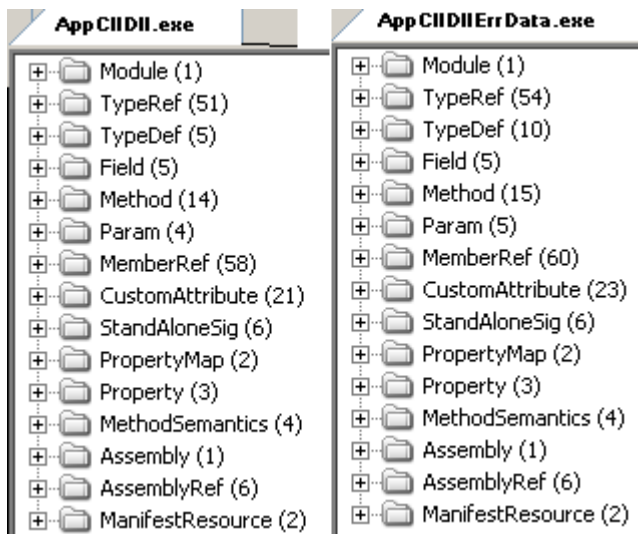 AppCllDll.exe
Module (1)
TypeRef (51)
TypeDef (5)
Field (5)
Method (14)
Param (4)
MemberRef (58)
CustomAttribute (21)
StandAloneSig (6)
PropertyMap (2)
Property (3)
MethodSemantics (4)
Assembly (1)
AssemblyRef (6)
ManifestResource (2)
AppCllDllErrData.exe
Module (1)
TypeRef (54)
TypeDef (10)
Field (5)
Method (15)
Param (5)
MemberRef (60)
CustomAttribute (23)
StandAloneSig (6)
PropertyMap (2)
Property (3)
MethodSemantics (4)
Assembly (1)
AssemblyRef (6)
ManifestResource (2)